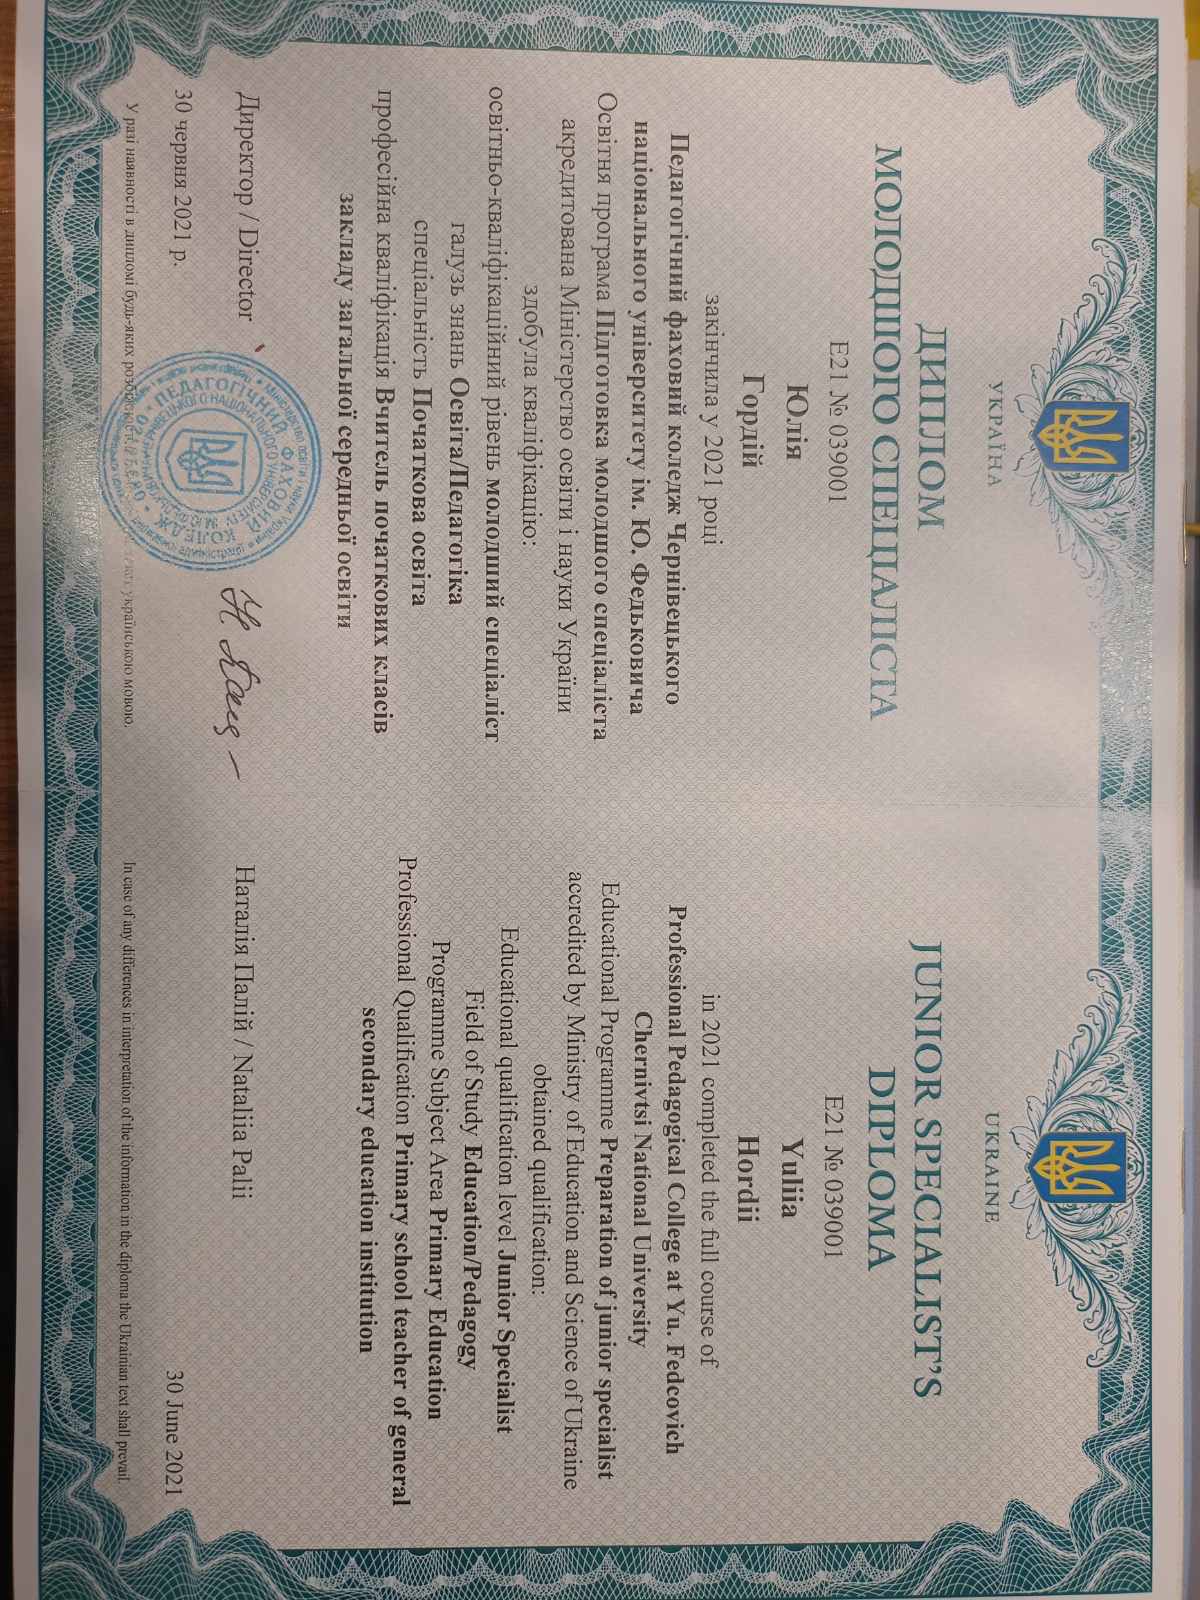 УКРАЇНА
ДИПЛОМ
МОЛОДШОГО СПЕЦІАЛІСТА
E21 № 039001
Юлія
Гордій
закінчила у 2021 році
Педагогічний фаховий коледж Чернівецького
національного університету ім. Ю. Федьковича
Освітня програма Підготовка молодшого спеціаліста
акредитована Міністерство освіти і науки України
здобула кваліфікацію:
освітньо-кваліфікаційний рівень молодший спеціаліст
галузь знань Освіта/Педагогіка
спеціальність Початкова освіта
професійна кваліфікація Вчитель початкових класів
закладу загальної середньої освіти
Директор / Director
30 червня 2021 р.
У разі наявності в дипломі будь-яких українською мовою.
ПЕДАГОГІЧНИЙ ФАХОВИЙ КОЛЕДЖ
UKRAINE
JUNIOR SPECIALIST'S
DIPLOMA
E21 № 039001
Yuliia
Hordii
in 2021 completed the full course of
Professional Pedagogical College at Yu. Fedcovich
Chernivtsi National University
Educational Programme Preparation of junior specialist
accredited by Ministry of Education and Science of Ukraine
obtained qualification:
Educational qualification level Junior Specialist
Field of Study Education/Pedagogy
Programme Subject Area Primary Education
Professional Qualification Primary school teacher of general
secondary education institution
Наталія Палій / Nataliia Palii
30 June 2021
In case of any differences in interpretation of the information in the diploma the Ukrainian text shall prevail.